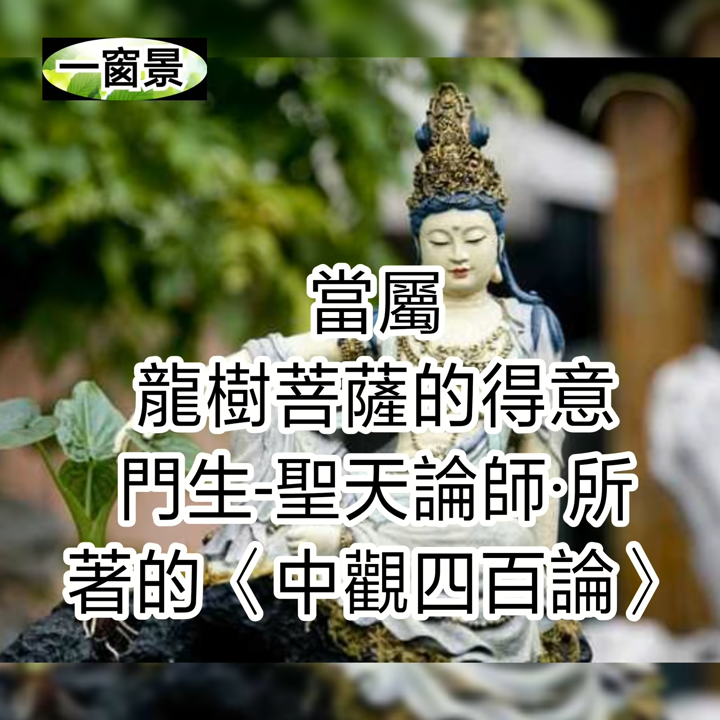 一窗景
當屬
龍樹菩薩的得意
門生-聖天論師·所
著的〈中觀四百論〉